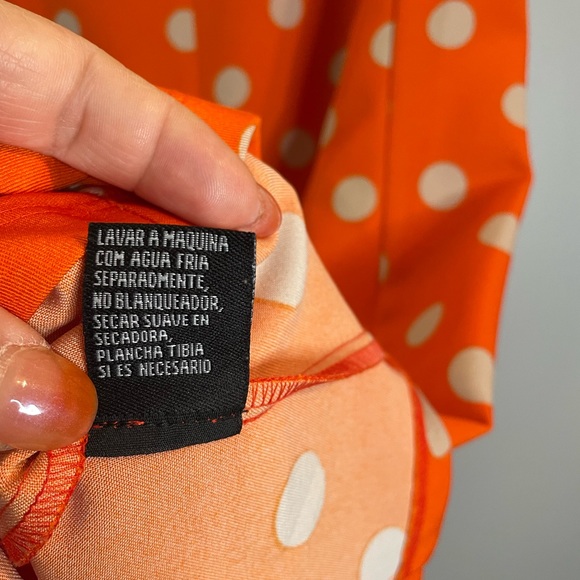 LAVAR A MAQUINA
COM AGUA FRIA
SEPARADMENTE,
NO BLANQUEADOR,
SECAR SUAVE EN
SECADORA,
PLANCHA TIBIA
SI ES NECESARIO